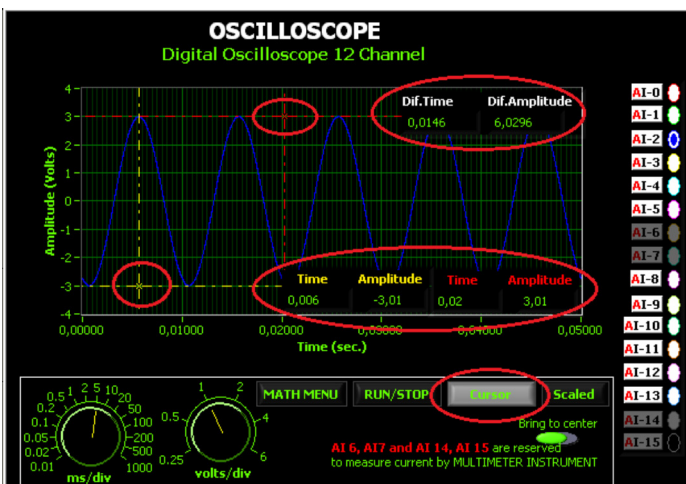 OSCILLOSCOPE
Digital Oscilloscope 12 Channel
Dif.Time Dif.Amplitude
0,0146 6,0296
Amplitude (Volts)
4
3
2
1
0
-1
-2
-3
-4
Time Amplitude Time Amplitude
0,006 -3,01 0,02 3,01
0,00000 0,01000 0,02000 0,03000 0,04000 0,05000
Time (sec.)
AI-0
AI-1
AI-2
AI-3
AI-4
AI-5
AI-6
AI-7
AI-8
AI-9
AI-10
AI-11
AI-12
AI-13
AI-14
AI-15
MATH MENU RUN/STOP Cursor Scaled
Bring to center
AI 6, AI7 and AI 14, AI 15 are reserved
to measure current by MULTIMETER INSTRUMENT
0.01
0.02
0.05
0.1
0.2
0.5
1
2
5
10
20
50
100
200
500
1000
ms/div
0.25
0.5
1
2
4
6
volts/div